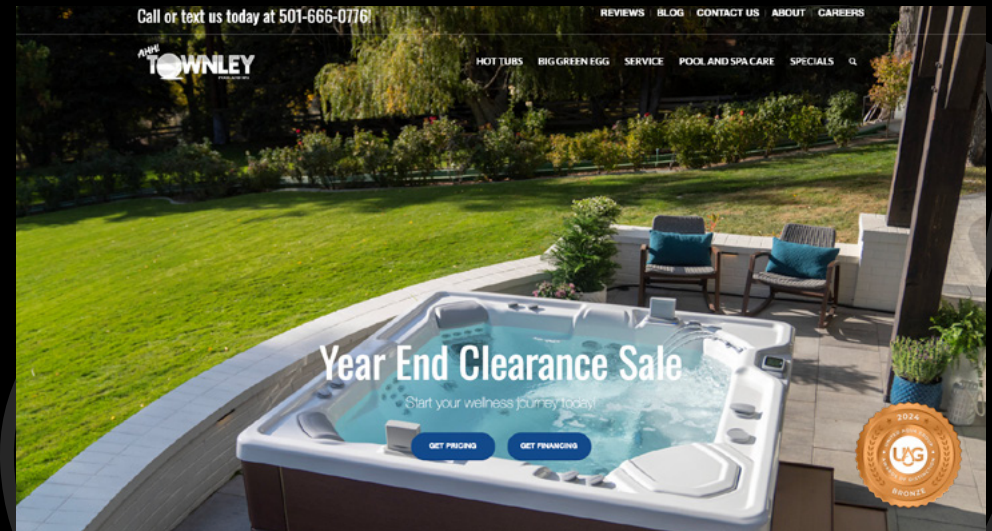 Call or text us today at 501-666-0776!
REVIEWS BLOG CONTACT US ABOUT CAREERS
AHH!
TOWNLEY
HOT TUBS BIG GREEN EGG SERVICE POOL AND SPA CARE SPECIALS
Year End Clearance Sale
Start your wellness journey today!
GET PRICING GET FINANCING
2024
UAG
BRONZE